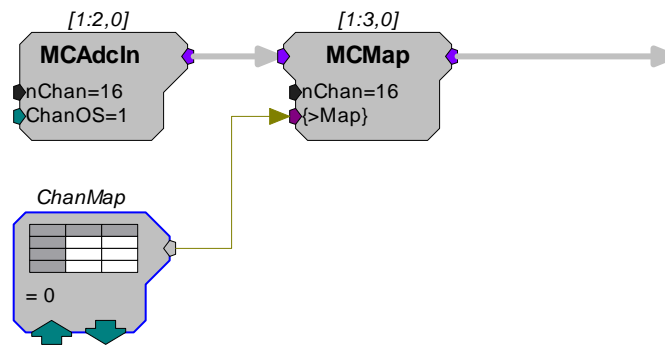 [1:2,0]
MCAdcIn
nChan=16
ChanOS=1
[1:3,0]
MCMap
nChan=16
{>Map}
ChanMap
= 0